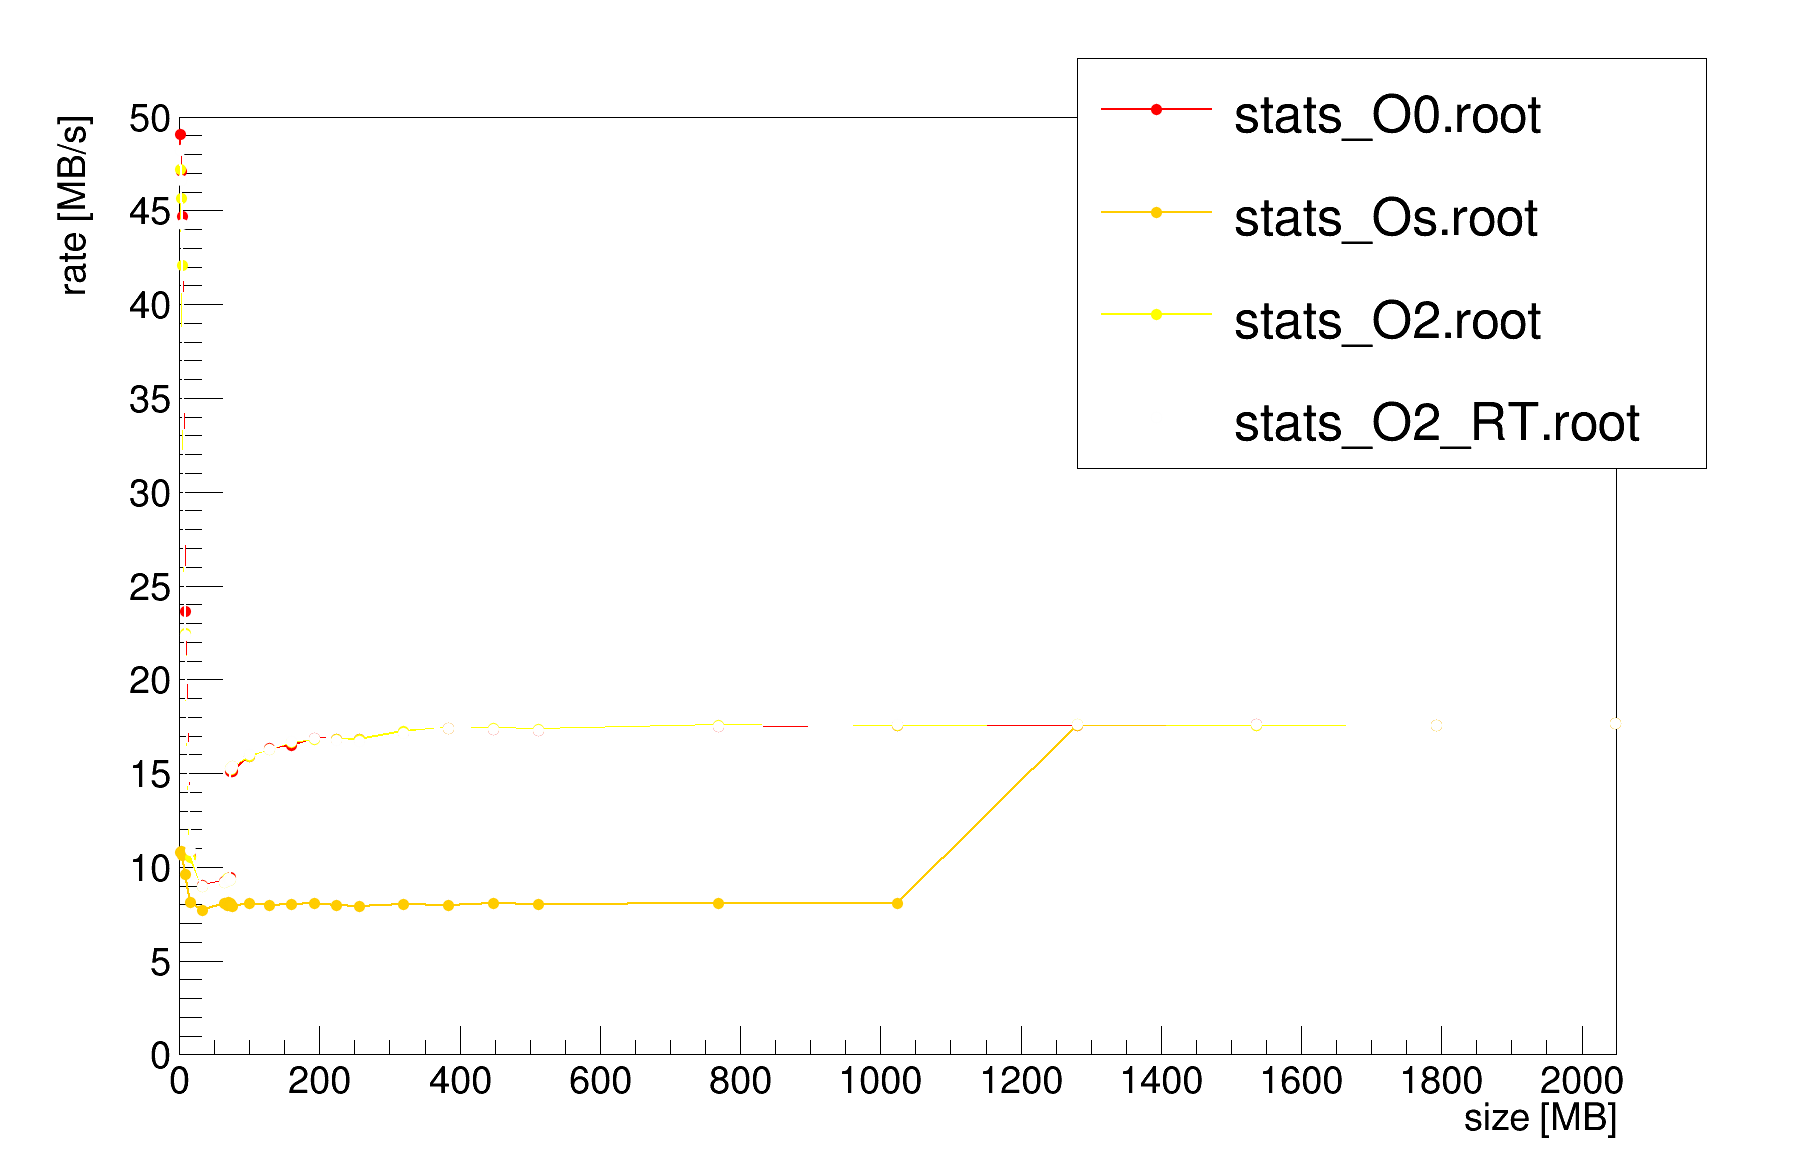 stats_O0.root
stats_Os.root
stats_O2.root
stats_O2_RT.root
rate [MB/s]
50
45
40
35
30
25
20
15
10
5
0
0 200 400 600 800 1000 1200 1400 1600 1800 2000
size [MB]